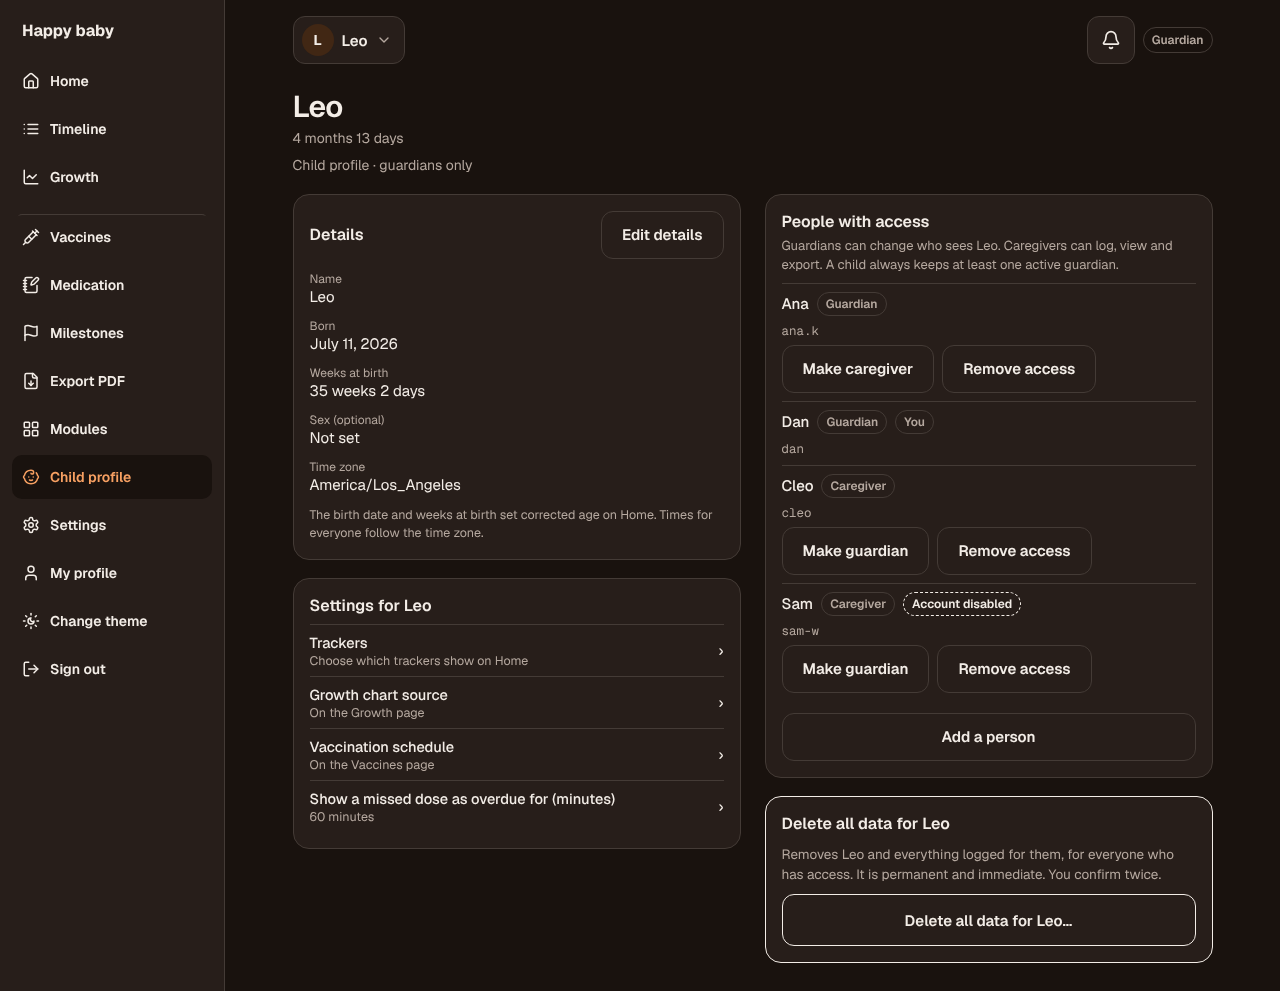 Happy baby
Home
Timeline
Growth
Vaccines
Medication
Milestones
Export PDF
Modules
Child profile
Settings
My profile
Change theme
Sign out
L Leo
Guardian
Leo
4 months 13 days
Child profile · guardians only
Details
Edit details
Name
Leo
Born
July 11, 2026
Weeks at birth
35 weeks 2 days
Sex (optional)
Not set
Time zone
America/Los_Angeles
The birth date and weeks at birth set corrected age on Home. Times for
everyone follow the time zone.
Settings for Leo
Trackers
Choose which trackers show on Home
Growth chart source
On the Growth page
Vaccination schedule
On the Vaccines page
Show a missed dose as overdue for (minutes)
60 minutes
People with access
Guardians can change who sees Leo. Caregivers can log, view and
export. A child always keeps at least one active guardian.
Ana Guardian
ana.k
Make caregiver Remove access
Dan Guardian You
dan
Cleo Caregiver
cleo
Make guardian Remove access
Sam Caregiver Account disabled
sam-w
Make guardian Remove access
Add a person
Delete all data for Leo
Removes Leo and everything logged for them, for everyone who
has access. It is permanent and immediate. You confirm twice.
Delete all data for Leo…